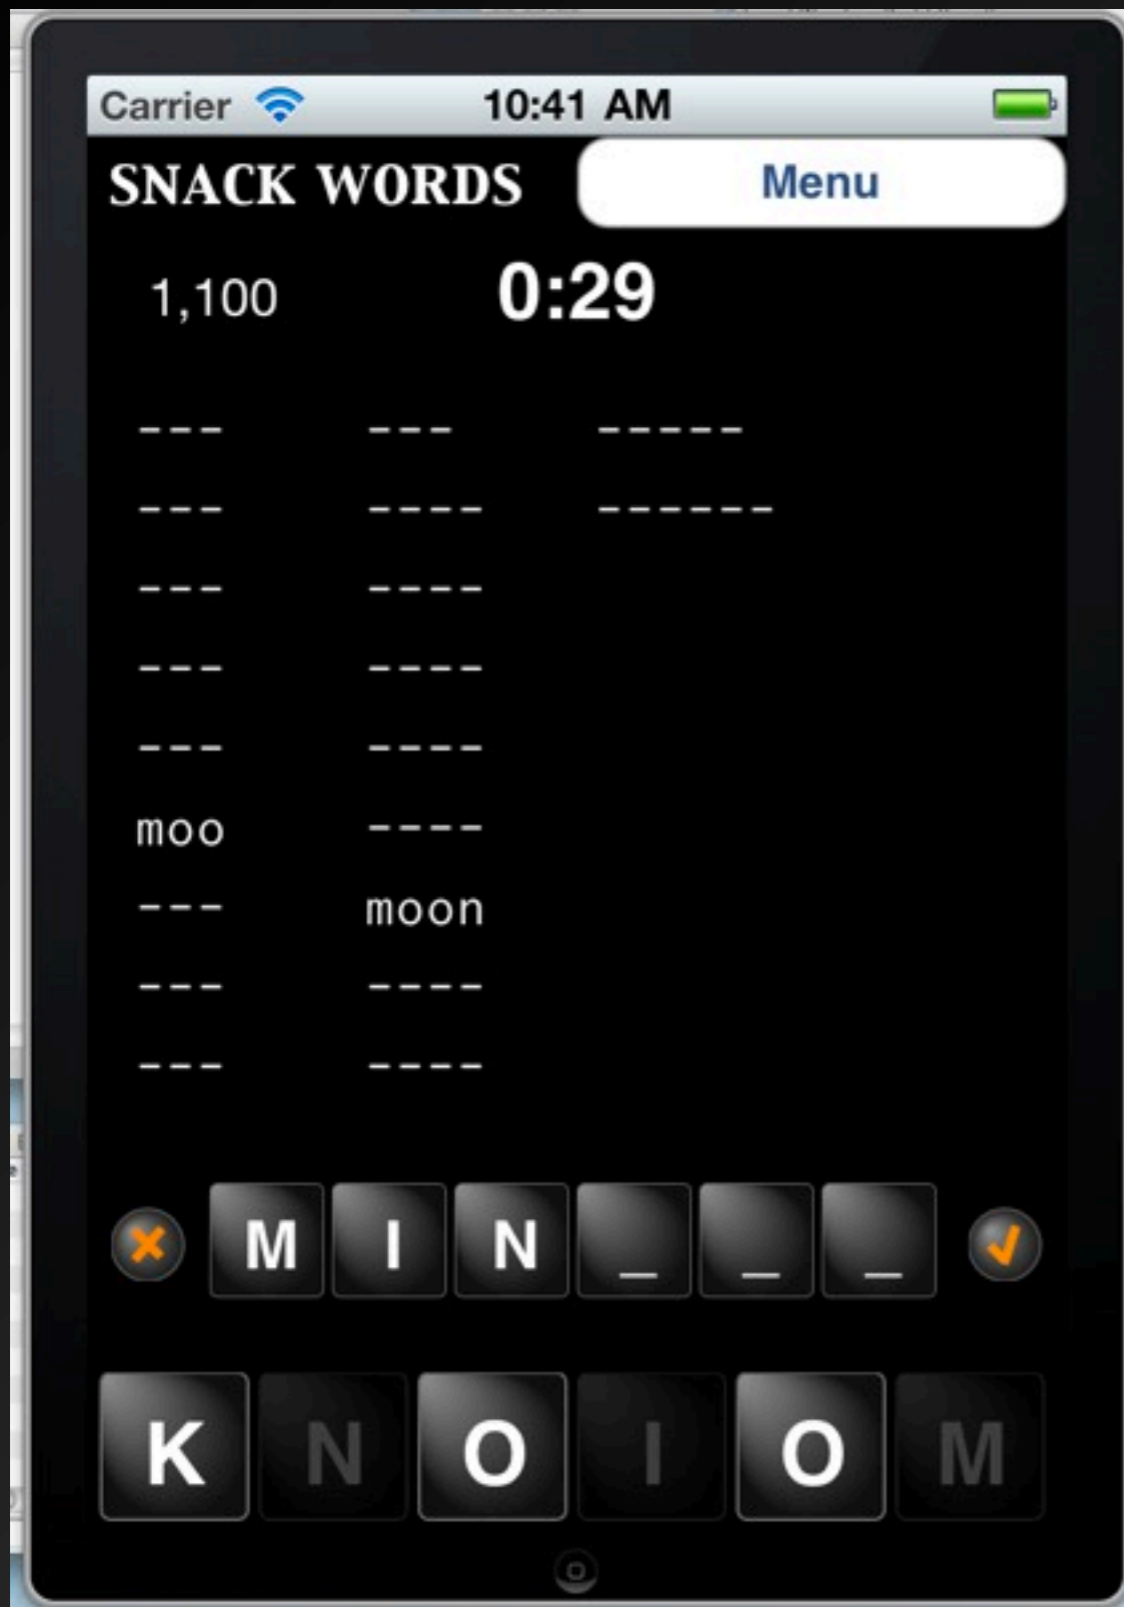 Carrier 10:41 AM
SNACK WORDS Menu
1,100 0:29
--- --- -----
--- ---- ------
--- ----
--- ----
--- ----
moo ----
--- moon
--- ----
--- ----
M I N _ _ _
K N O I O M